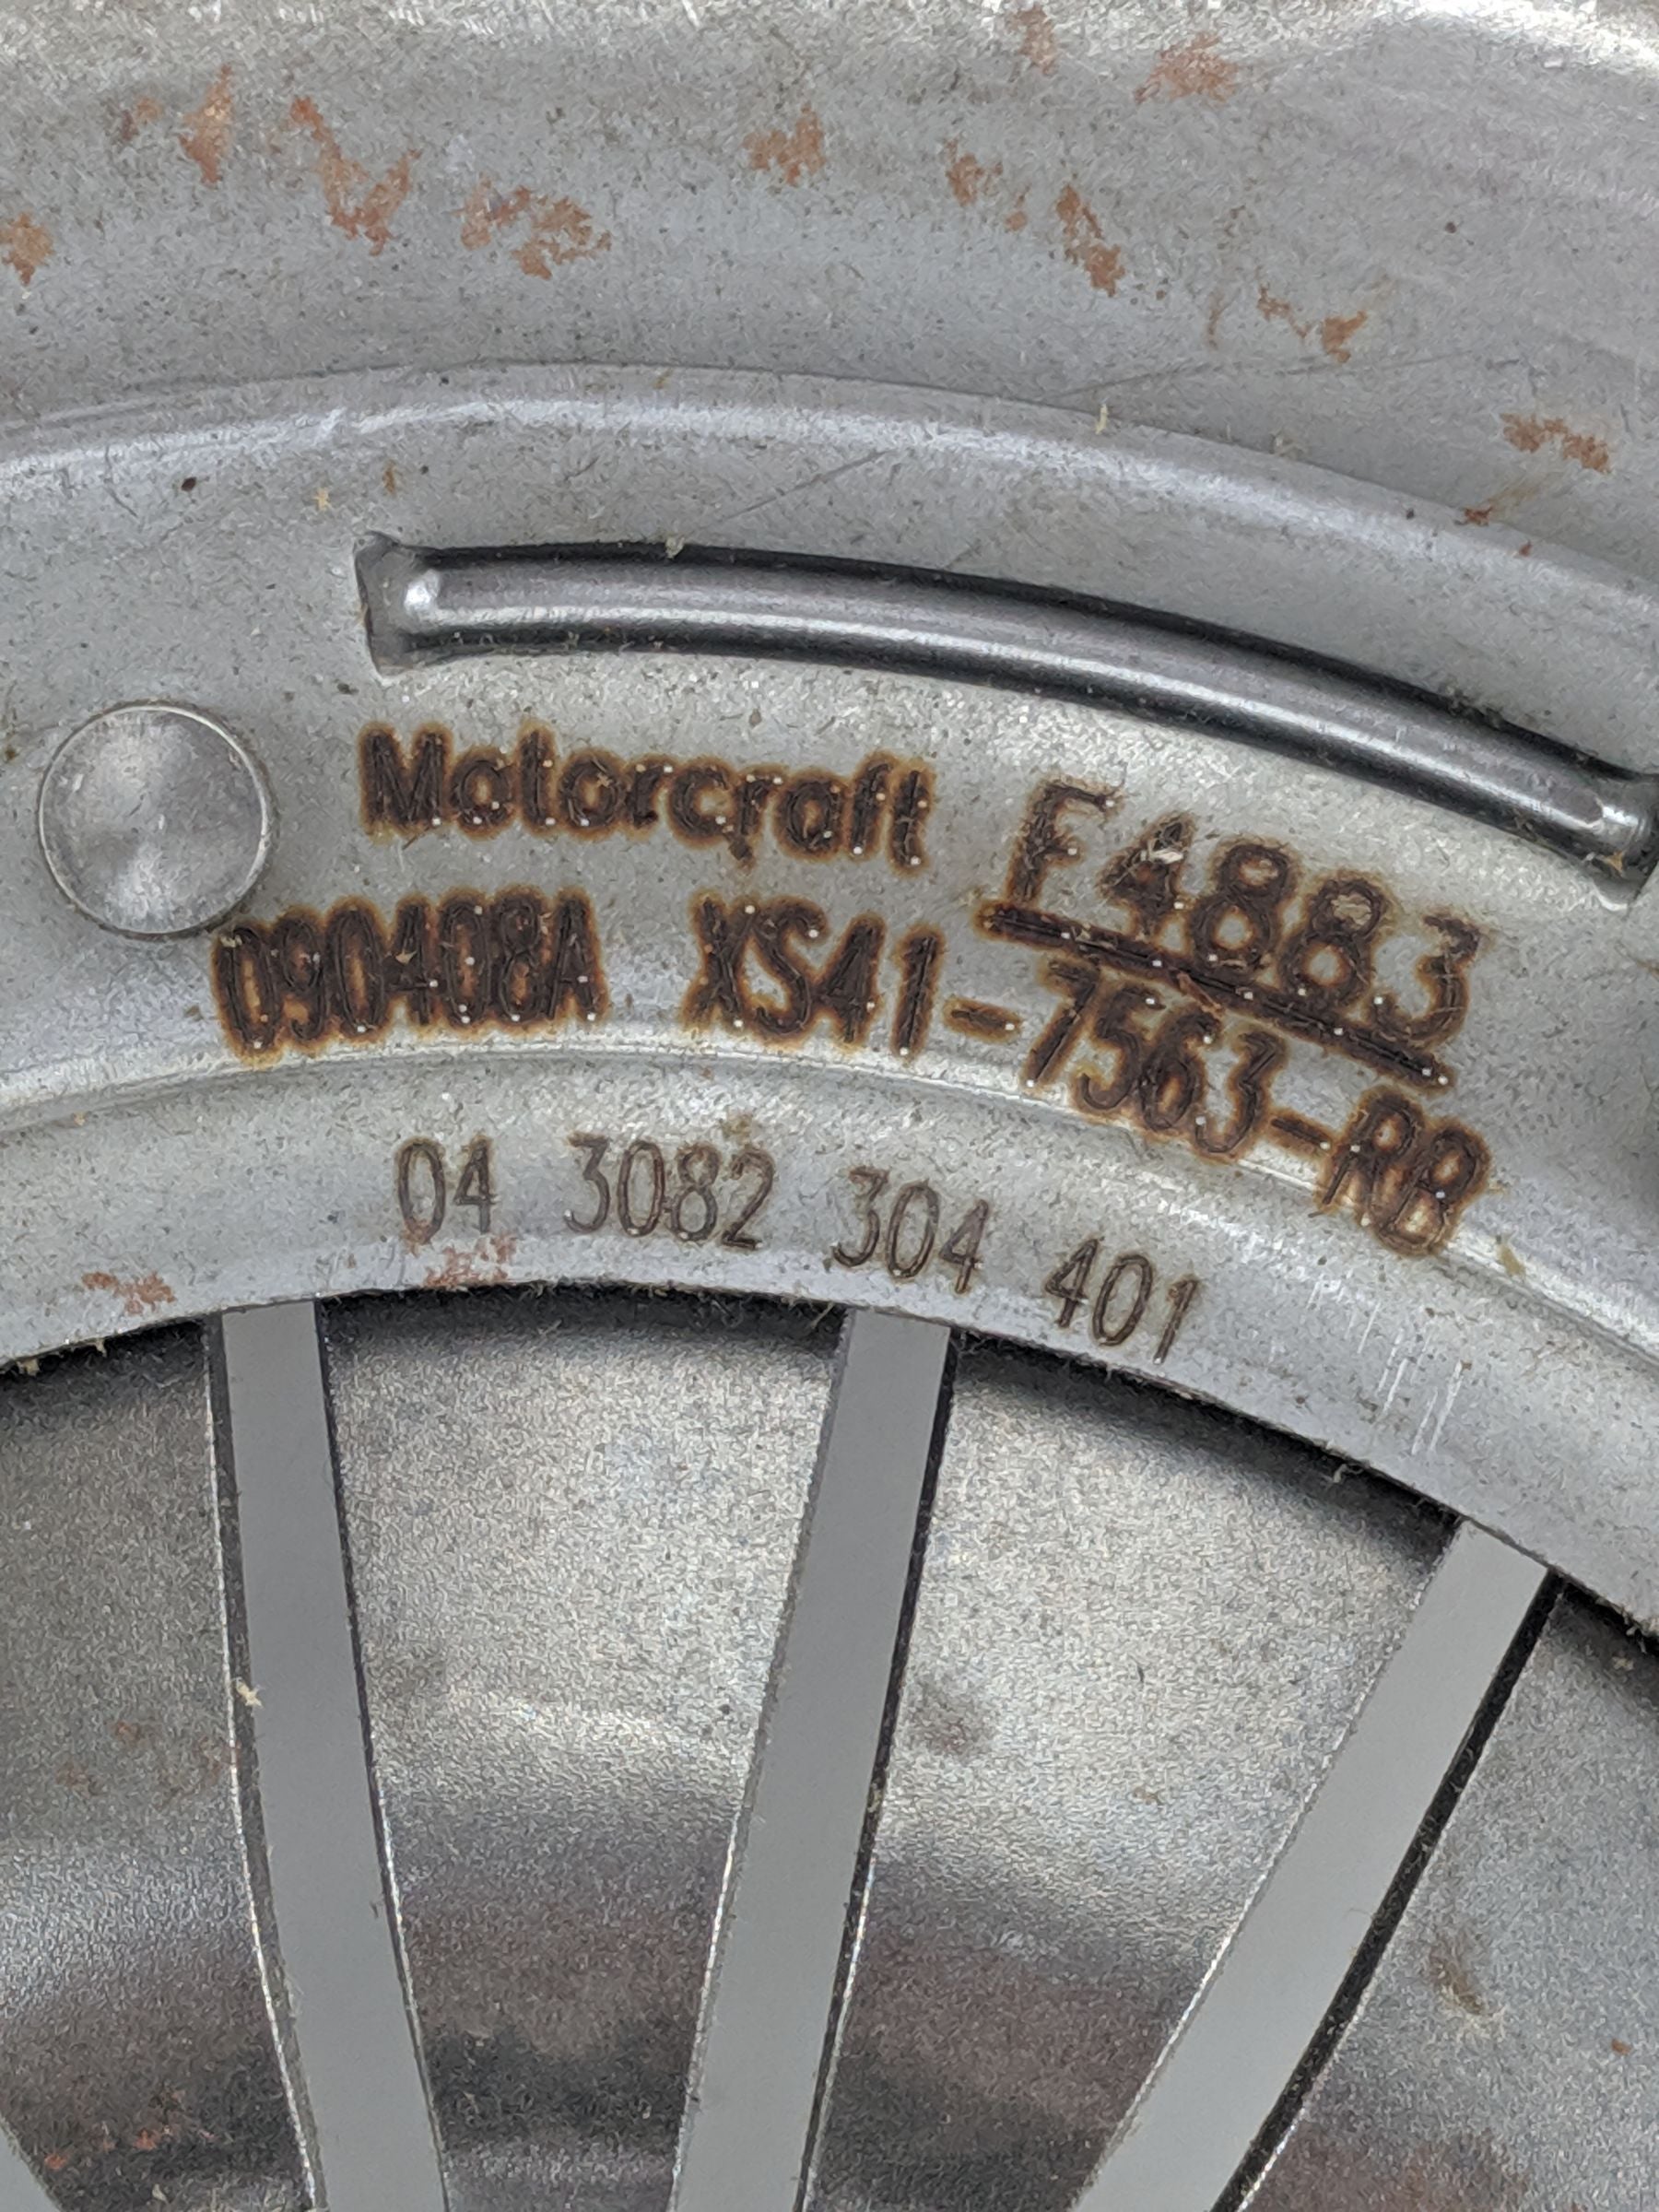 Motorcraft F4883
090408A XS41-7563-RB
04 3082 304 401